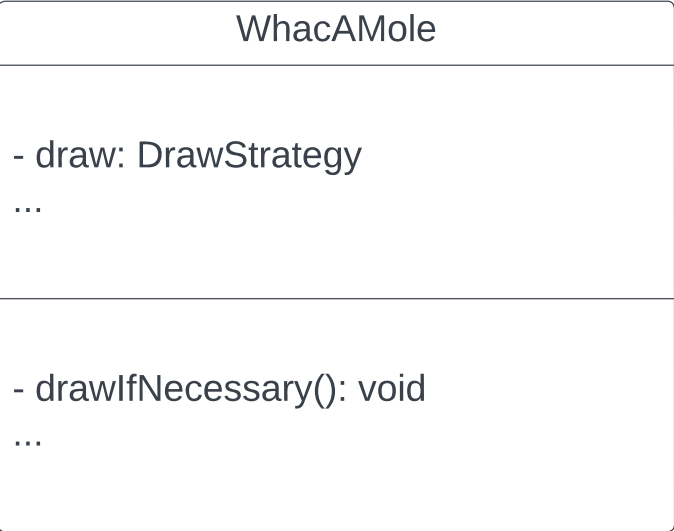 WhacAMole
- draw: DrawStrategy
...
- drawIfNecessary(): void
...